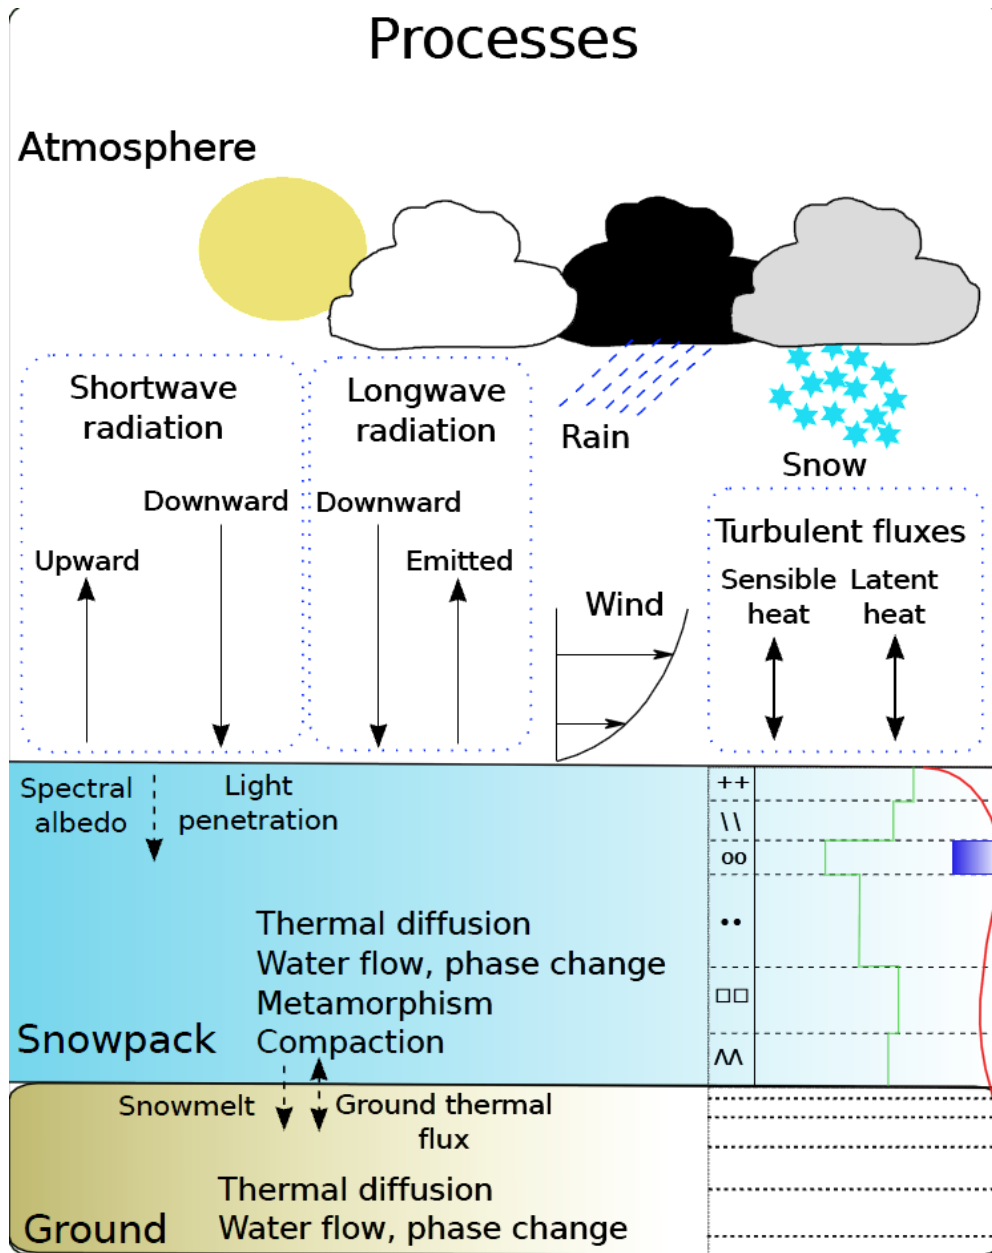 Processes
Atmosphere
Shortwave
radiation
Longwave
radiation
Rain
Snow
Downward
Upward
Downward
Emitted
Wind
Turbulent fluxes
Sensible
heat
Latent
heat
Spectral
albedo
Light
penetration
++
\\
oo
••
□□
ΛΛ
Thermal diffusion
Water flow, phase change
Metamorphism
Compaction
Snowpack
Snowmelt
Ground thermal
flux
Thermal diffusion
Water flow, phase change
Ground